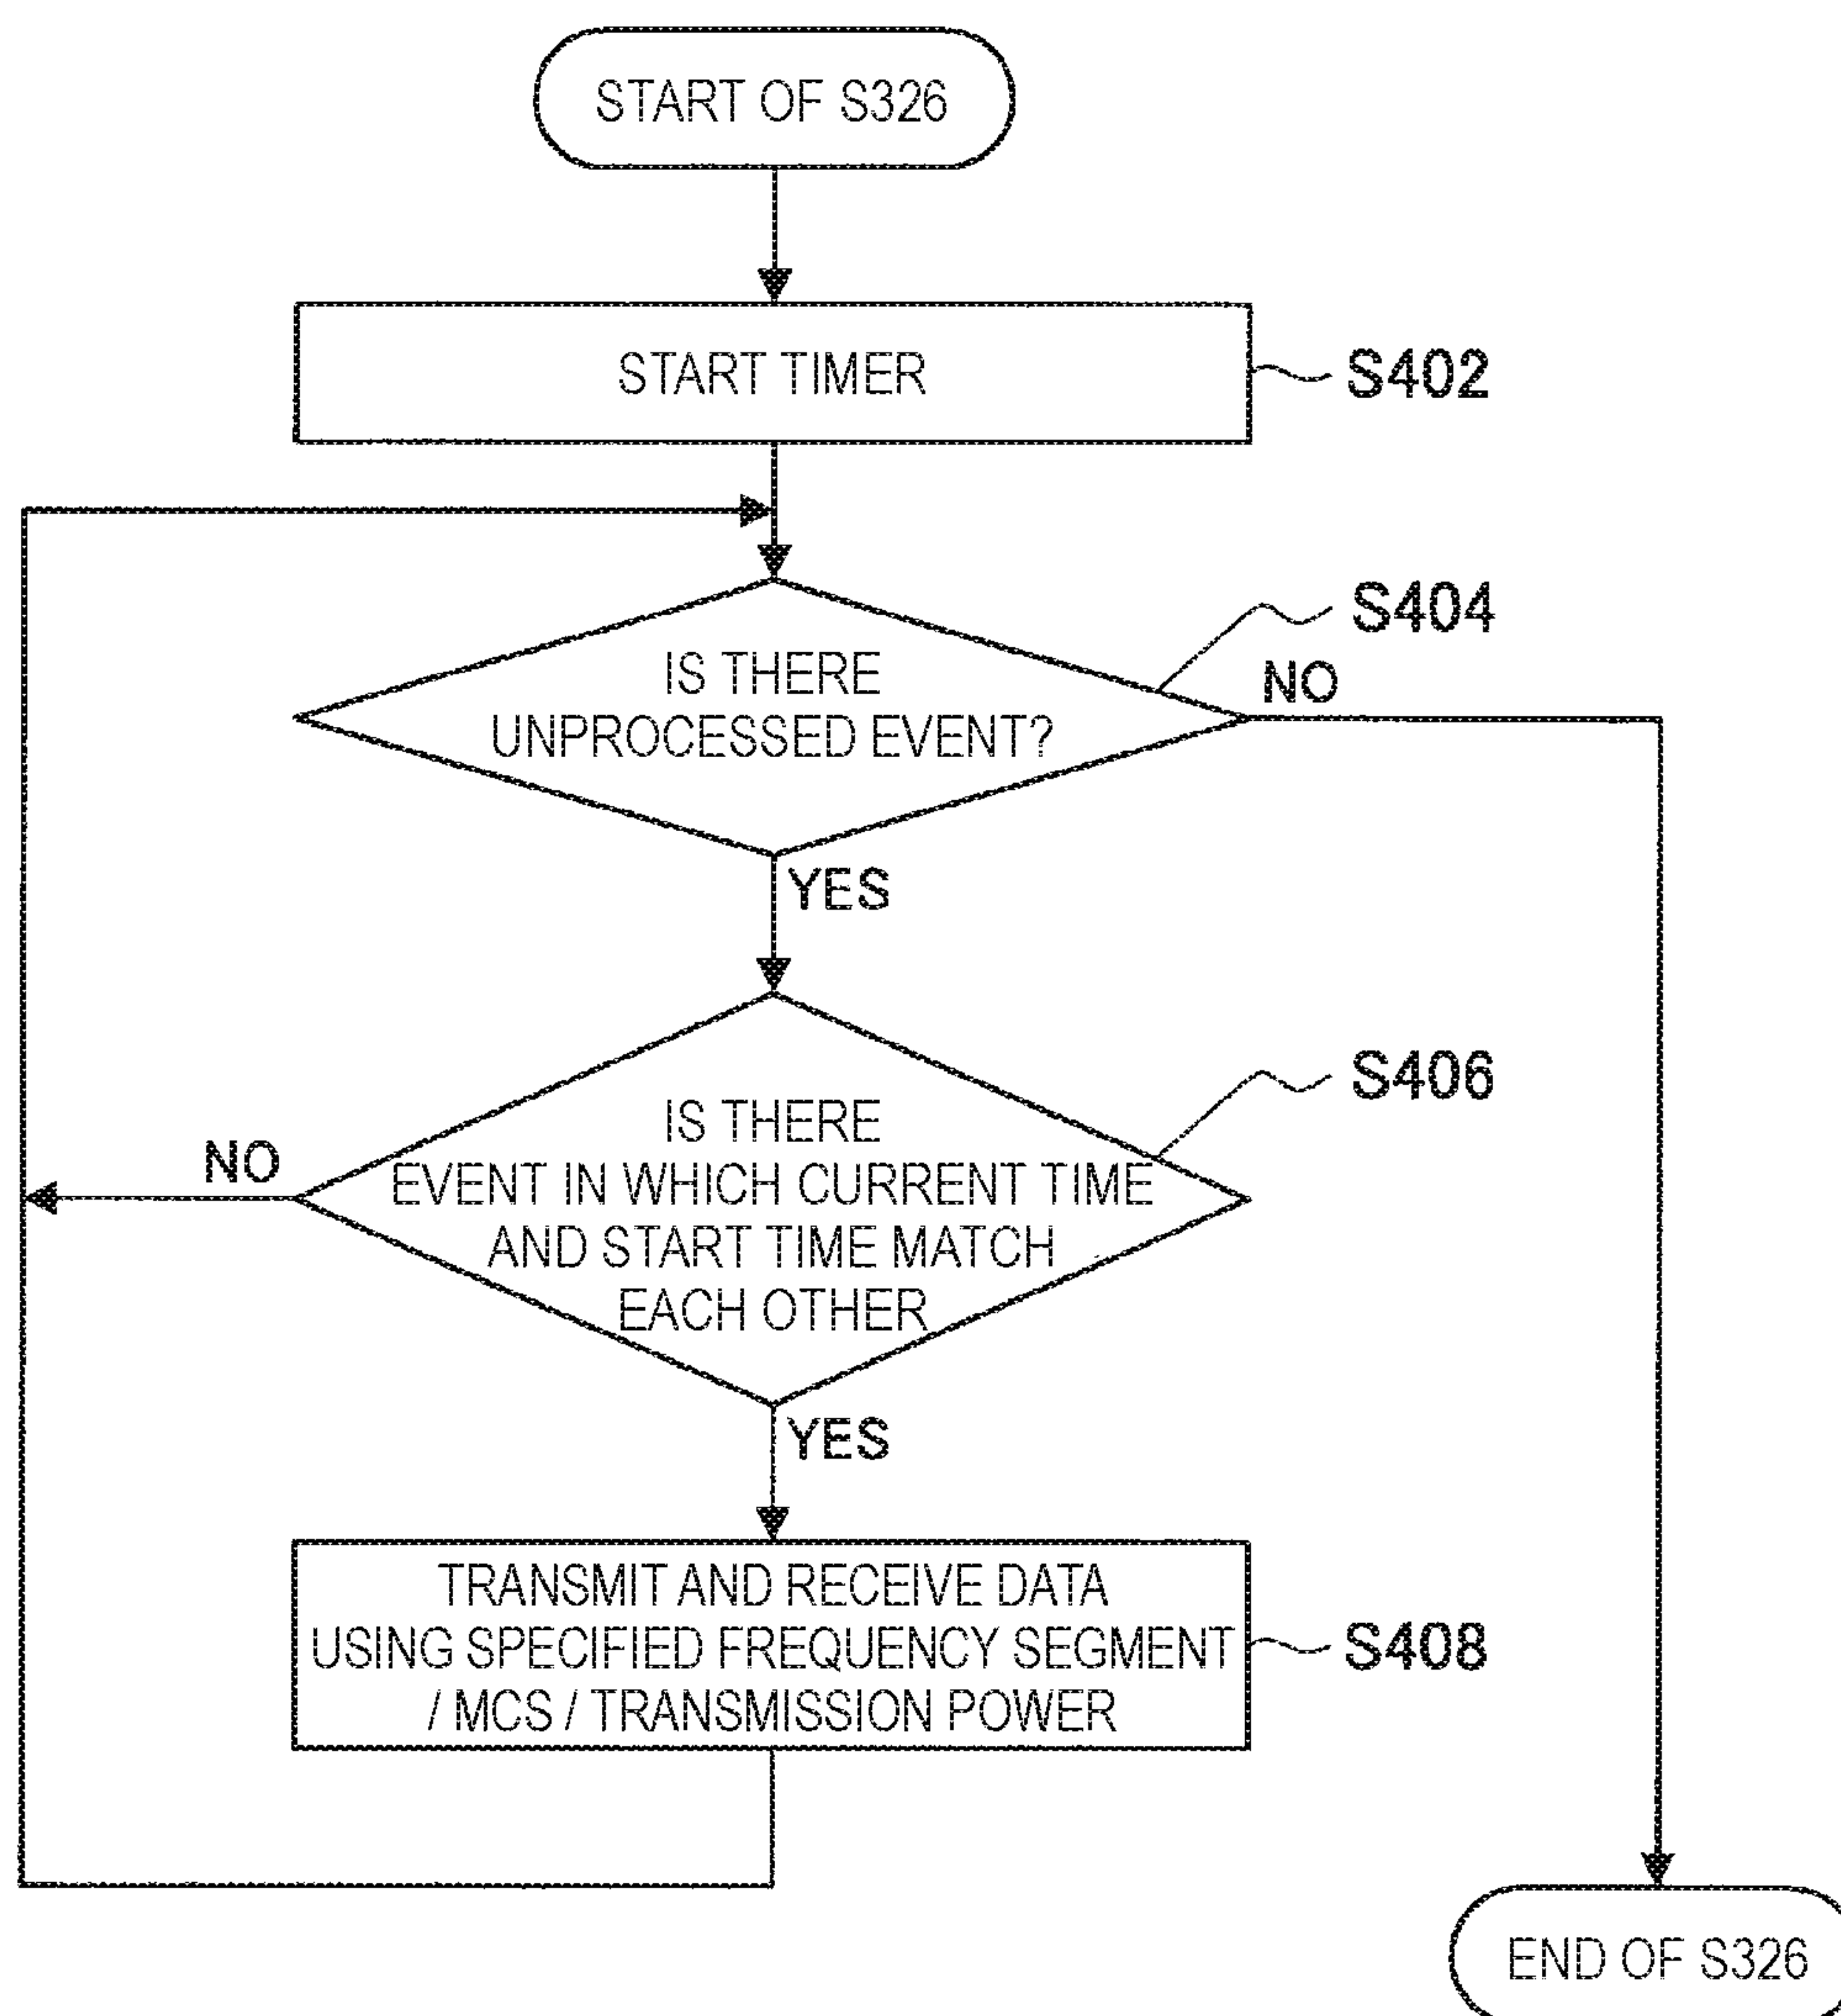 START OF S326
START TIMER
S402
S404
IS THERE
UNPROCESSED EVENT?
NO
YES
S406
IS THERE
EVENT IN WHICH CURRENT TIME
AND START TIME MATCH
EACH OTHER
NO
YES
TRANSMIT AND RECEIVE DATA
USING SPECIFIED FREQUENCY SEGMENT
/ MCS / TRANSMISSION POWER
S408
END OF S326